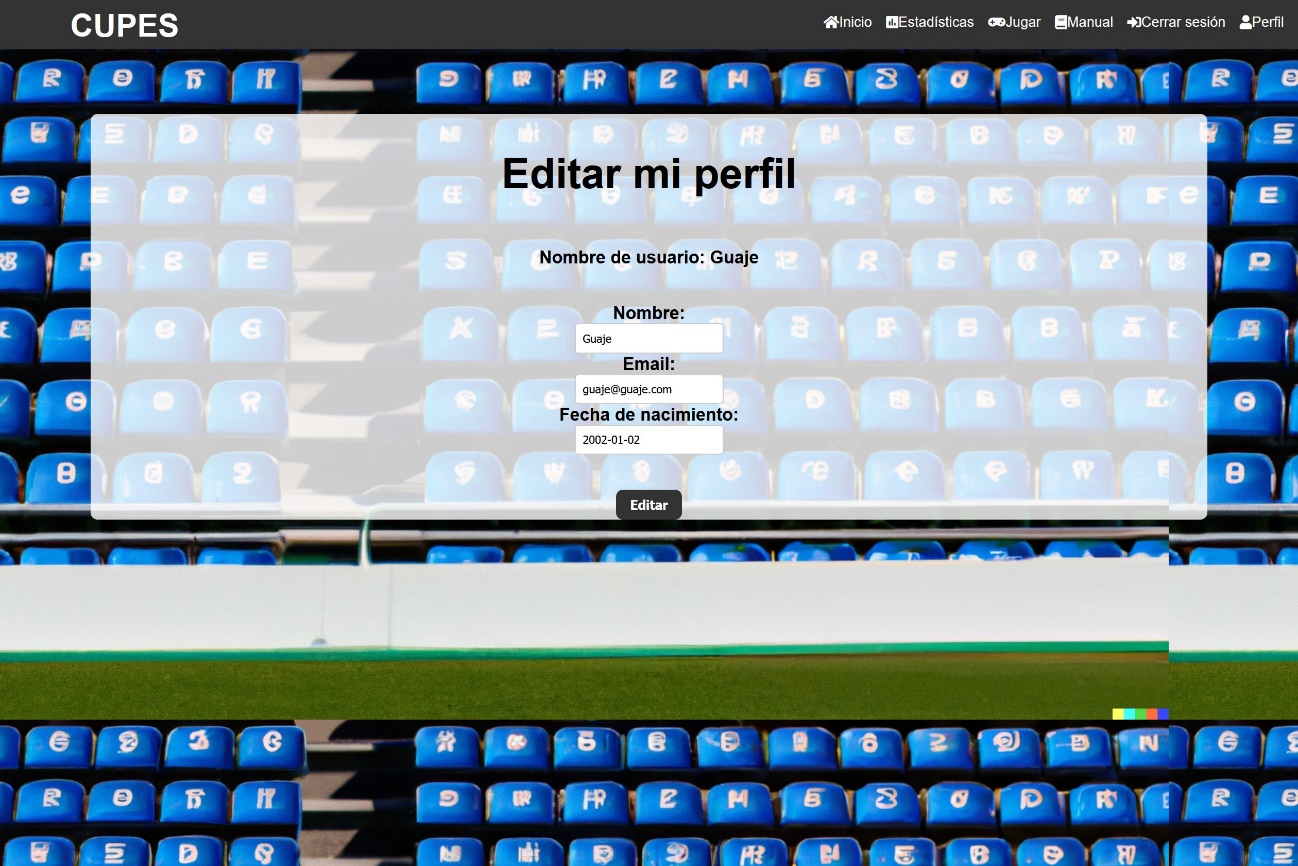 CUPES
Inicio Estadísticas Jugar Manual Cerrar sesión Perfil
Editar mi perfil
Nombre de usuario: Guaje
Nombre:
Guaje
Email:
guaje@guaje.com
Fecha de nacimiento:
2002-01-02
Editar